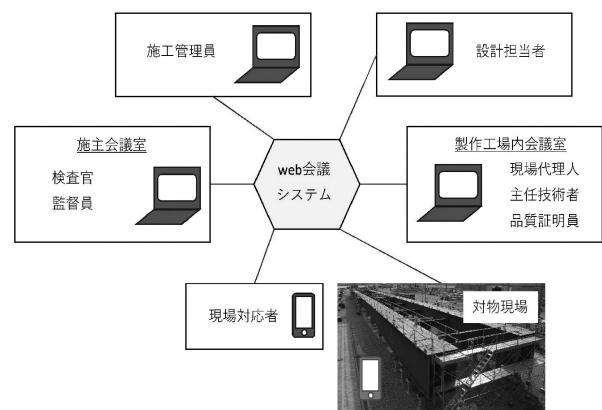 施工管理員
設計担当者
施主会議室
検査官
監督員
web会議
システム
製作工場内会議室
現場代理人
主任技術者
品質証明員
現場対応者
対物現場